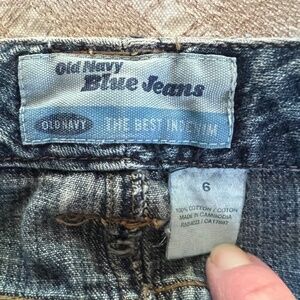 Old Navy
Blue Jeans
OLD NAVY THE BEST IN DENIM
6
100% COTTON / COTON
MADE IN CAMBODIA